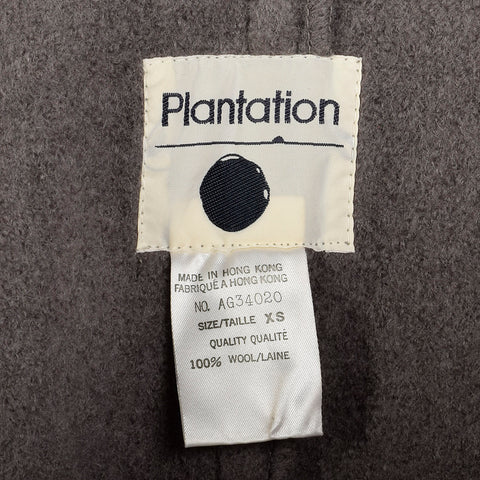 Plantation
MADE IN HONG KONG
FABRIQUÉ A HONG KONG
NO. AG34020
SIZE/TAILLE XS
QUALITY QUALITÉ
100% WOOL/LAINE